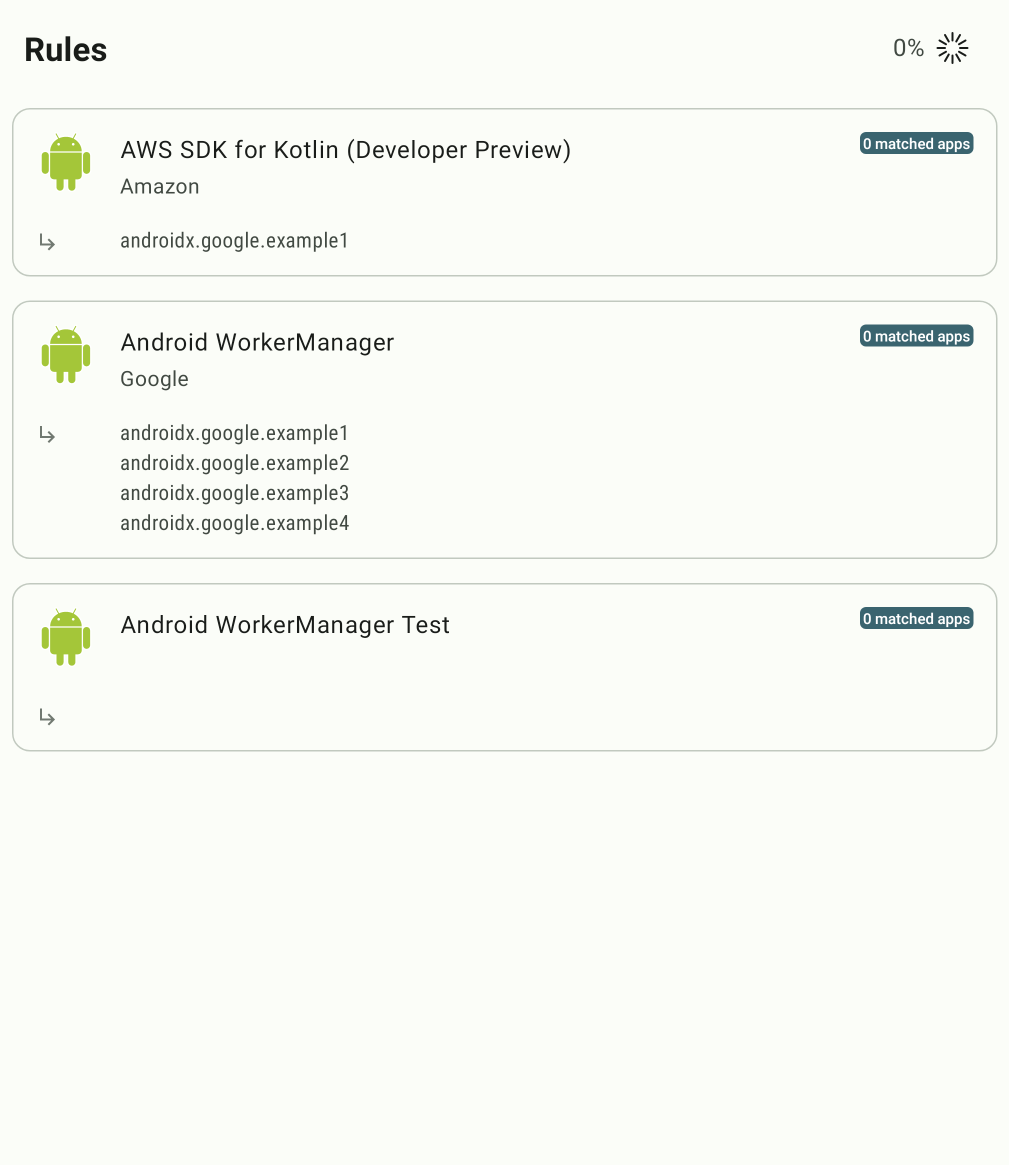 Rules
0%
AWS SDK for Kotlin (Developer Preview)
0 matched apps
Amazon
androidx.google.example1
Android WorkerManager
0 matched apps
Google
androidx.google.example1
androidx.google.example2
androidx.google.example3
androidx.google.example4
Android WorkerManager Test
0 matched apps